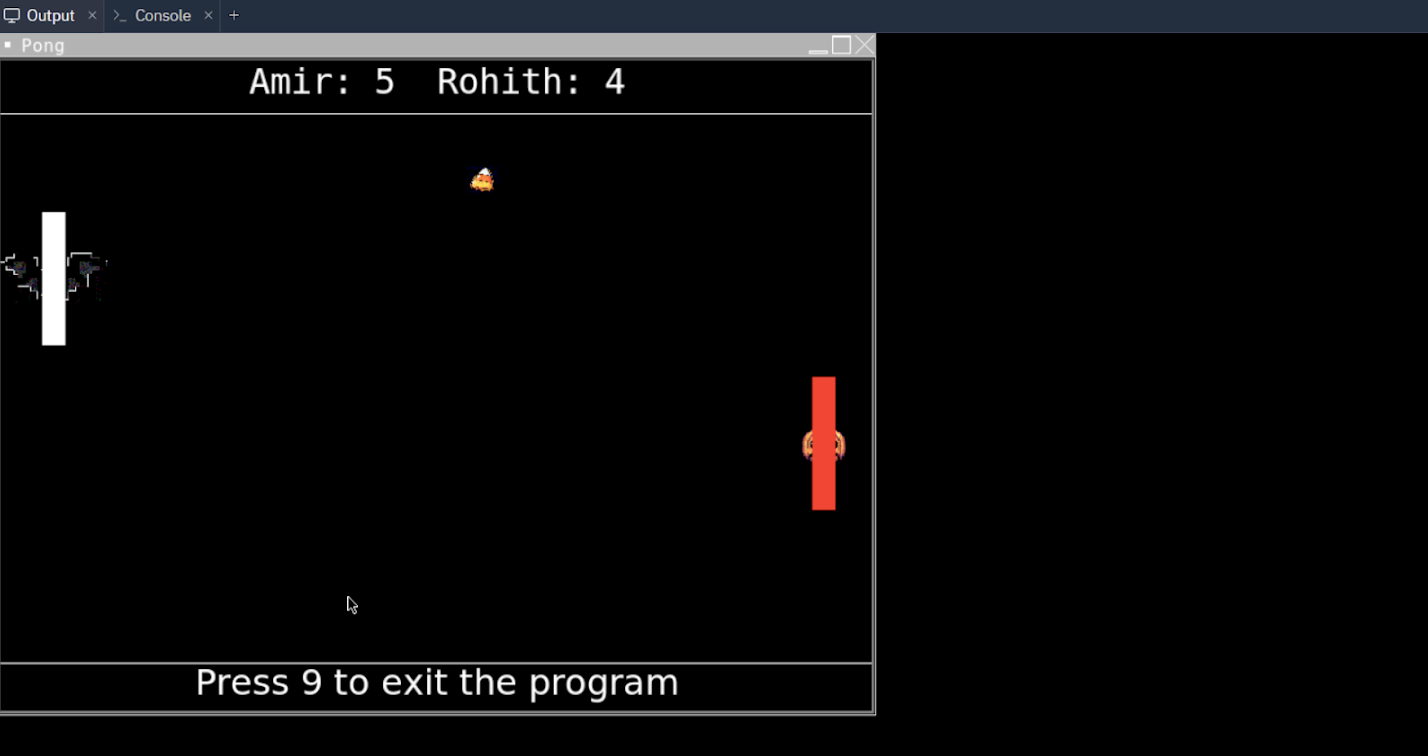 Output × >_ Console × +
Pong
Amir: 5 Rohith: 4
Press 9 to exit the program